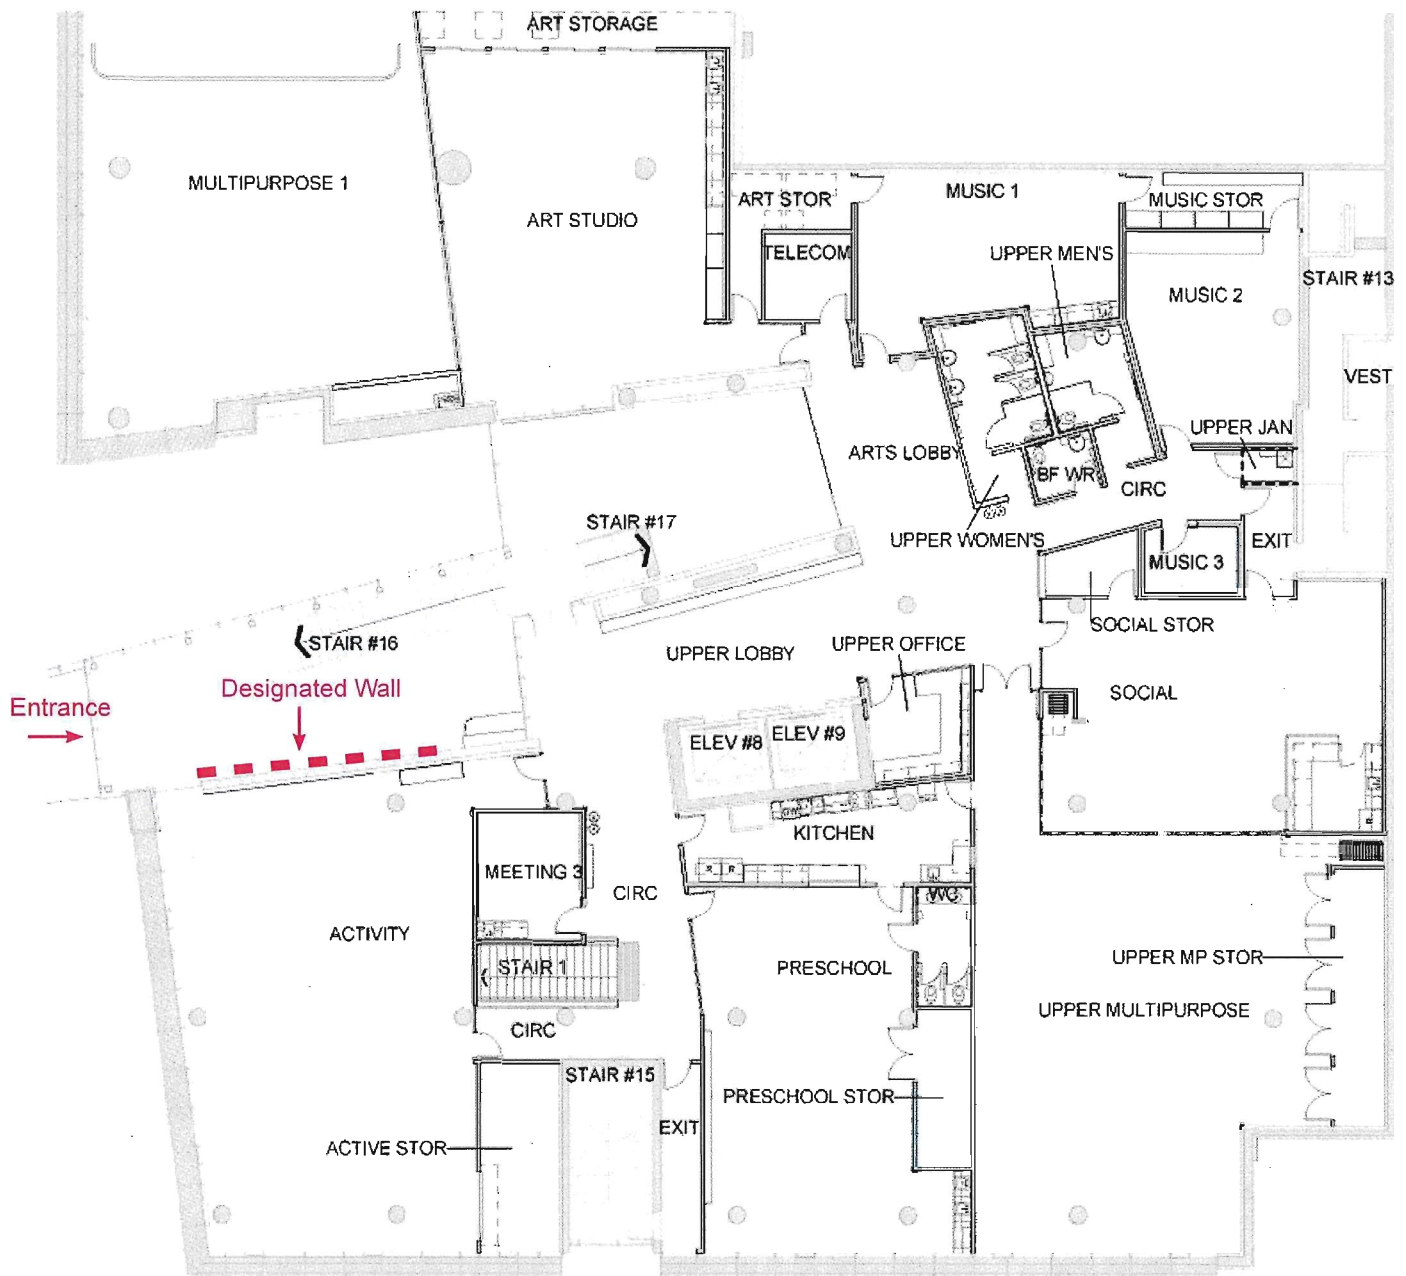 ART STORAGE
MULTIPURPOSE 1
ART STUDIO
ART STOR
MUSIC 1
MUSIC STOR
TELECOM
UPPER MEN'S
MUSIC 2
STAIR #13
VEST
UPPER JAN
ARTS LOBBY
BF WR
CIRC
STAIR #17
UPPER WOMEN'S
EXIT
MUSIC 3
STAIR #16
SOCIAL STOR
UPPER LOBBY
UPPER OFFICE
Designated Wall
SOCIAL
Entrance
ELEV #8
ELEV #9
KITCHEN
R R
R
MEETING 3
CIRC
WC
ACTIVITY
STAIR 1
PRESCHOOL
UPPER MP STOR
UPPER MULTIPURPOSE
CIRC
STAIR #15
PRESCHOOL STOR
EXIT
ACTIVE STOR